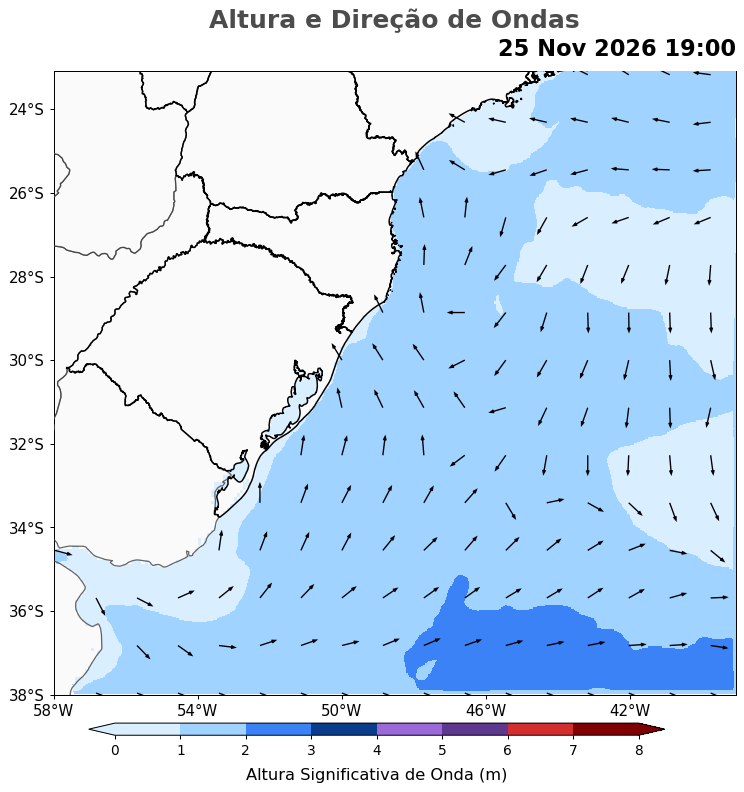 Altura e Direção de Ondas
25 Nov 2026 19:00
24°S
26°S
28°S
30°S
32°S
34°S
36°S
38°S
58°W 54°W 50°W 46°W 42°W
0 1 2 3 4 5 6 7 8
Altura Significativa de Onda (m)